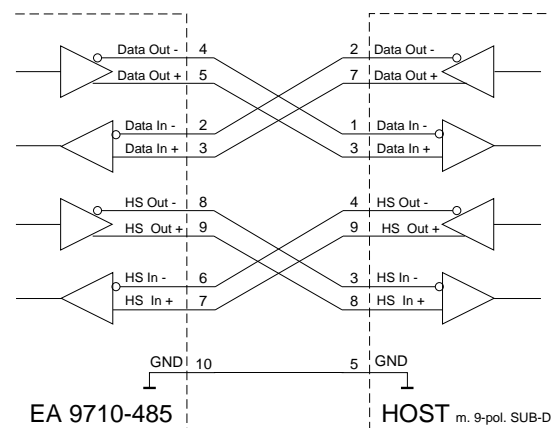 Data Out - 4 2 Data Out -
Data Out + 5 7 Data Out +
Data In - 2 1 Data In -
Data In + 3 3 Data In +
HS Out - 8 4 HS Out -
HS Out + 9 9 HS Out +
HS In - 6 3 HS In -
HS In + 7 8 HS In +
GND 10 5 GND
EA 9710-485 HOST m. 9-pol. SUB-D